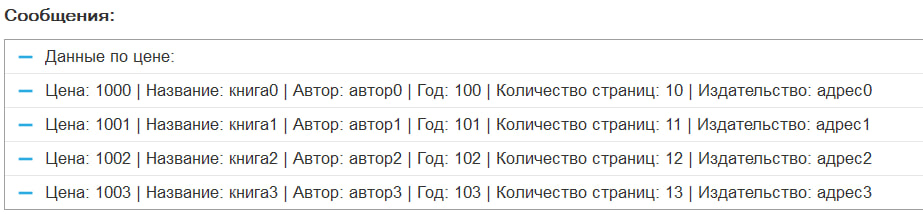 Сообщения:
Данные по цене:
Цена: 1000 | Название: книга0 | Автор: автор0 | Год: 100 | Количество страниц: 10 | Издательство: адрес0
Цена: 1001 | Название: книга1 | Автор: автор1 | Год: 101 | Количество страниц: 11 | Издательство: адрес1
Цена: 1002 | Название: книга2 | Автор: автор2 | Год: 102 | Количество страниц: 12 | Издательство: адрес2
Цена: 1003 | Название: книга3 | Автор: автор3 | Год: 103 | Количество страниц: 13 | Издательство: адрес3